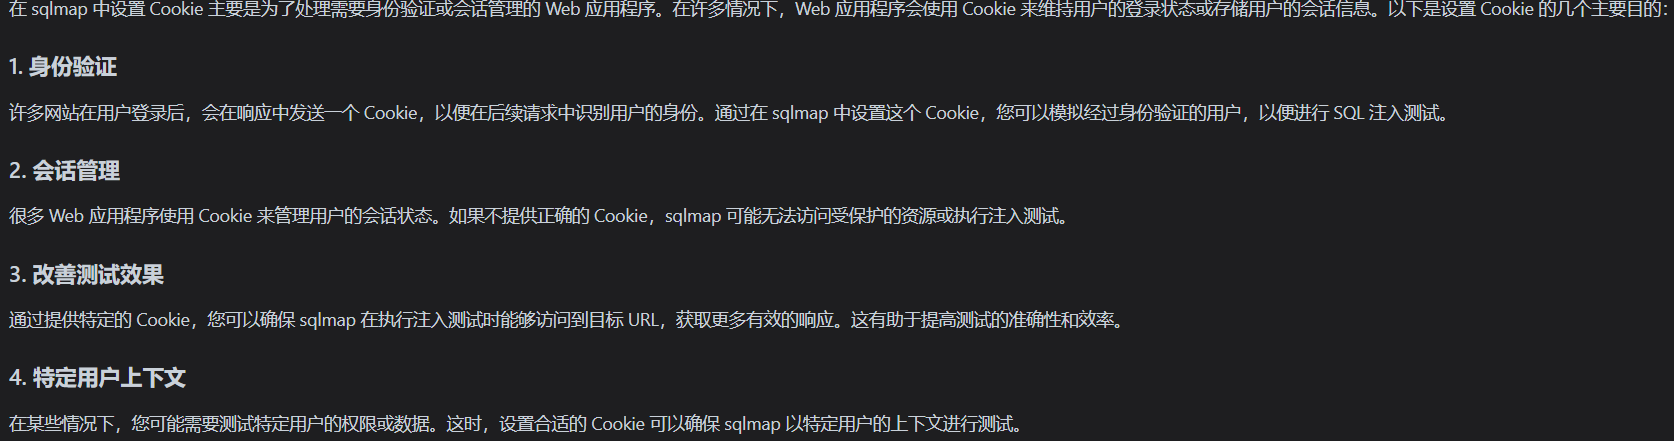 在 sqlmap 中设置 Cookie 主要是为了处理需要身份验证或会话管理的 Web 应用程序。在许多情况下，Web 应用程序会使用 Cookie 来维持用户的登录状态或存储用户的会话信息。以下是设置 Cookie 的几个主要目的：
1. 身份验证
许多网站在用户登录后，会在响应中发送一个 Cookie，以便在后续请求中识别用户的身份。通过在 sqlmap 中设置这个 Cookie，您可以模拟经过身份验证的用户，以便进行 SQL 注入测试。
2. 会话管理
很多 Web 应用程序使用 Cookie 来管理用户的会话状态。如果不提供正确的 Cookie，sqlmap 可能无法访问受保护的资源或执行注入测试。
3. 改善测试效果
通过提供特定的 Cookie，您可以确保 sqlmap 在执行注入测试时能够访问到目标 URL，获取更多有效的响应。这有助于提高测试的准确性和效率。
4. 特定用户上下文
在某些情况下，您可能需要测试特定用户的权限或数据。这时，设置合适的 Cookie 可以确保 sqlmap 以特定用户的上下文进行测试。